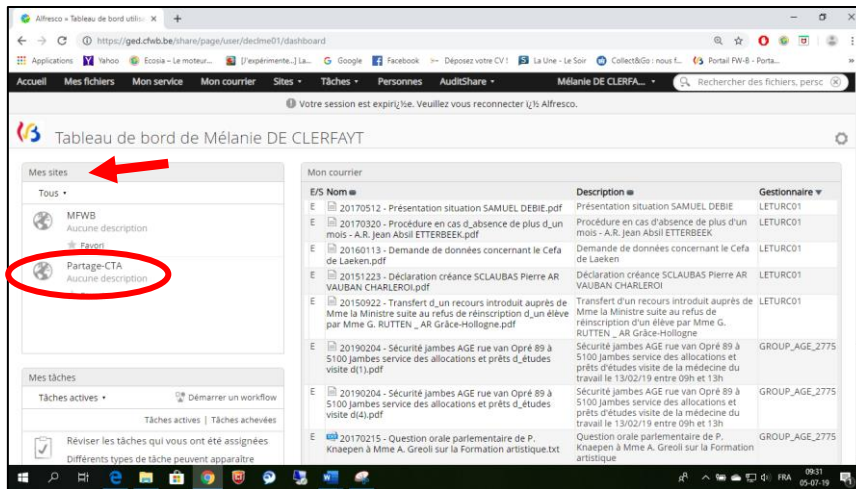 Alfresco » Tableau de bord utilis
https://ged.cfwb.be/share/page/user/declme01/dashboard
Applications Yahoo Ecosia – Le moteur... [l'expérimente...] La... Google Facebook Déposez votre CV ! La Une - Le Soir Collect&Go : nous f... Portail FW-B - Porta...
Accueil Mes fichiers Mon service Mon courrier Sites Tâches Personnes AuditShare Mélanie DE CLERFA... Rechercher des fichiers, persc
Votre session est expirï¿½e. Veuillez vous reconnecter ï¿½ Alfresco.
Tableau de bord de Mélanie DE CLERFAYT
Mes sites
Tous
MFWB
Aucune description
Favori
Partage-CTA
Aucune description
Mes tâches
Tâches actives Démarrer un workflow
Tâches actives | Tâches achevées
Réviser les tâches qui vous ont été assignées
Différents types de tâche peuvent apparaître
Mon courrier
E/S Nom Description Gestionnaire
E 20170512 - Présentation situation SAMUEL DEBIE.pdf Présentation situation SAMUEL DEBIE LETURC01
E 20170320 - Procédure en cas d_absence de plus d_un Procédure en cas d'absence de plus d'un LETURC01
mois - A.R. Jean Absil ETTERBEEK.pdf mois - A.R. Jean Absil ETTERBEEK
E 20160113 - Demande de données concernant le Cefa Demande de données concernant le Cefa LETURC01
de Laeken.pdf de Laeken
E 20151223 - Déclaration créance SCLAUBAS Pierre AR Déclaration créance SCLAUBAS Pierre AR LETURC01
VAUBAN CHARLEROI.pdf VAUBAN CHARLEROI
E 20150922 - Transfert d_un recours introduit auprès de Transfert d'un recours introduit auprès de LETURC01
Mme la Ministre suite au refus de réinscription d_un élève Mme la Ministre suite au refus de
par Mme G. RUTTEN _ AR Grâce-Hollogne.pdf réinscription d'un élève par Mme G.
RUTTEN _ AR Grâce-Hollogne
E 20190204 - Sécurité jambes AGE rue van Opré 89 à Sécurité jambes AGE rue van Opré 89 à GROUP_AGE_2775
5100 Jambes service des allocations et prêts d_études 5100 Jambes service des allocations et
visite d(1).pdf prêts d'études visite de la médecine du
travail le 13/02/19 entre 09h et 13h
E 20190204 - Sécurité jambes AGE rue van Opré 89 à Sécurité jambes AGE rue van Opré 89 à GROUP_AGE_2775
5100 Jambes service des allocations et prêts d_études 5100 Jambes service des allocations et
visite d(4).pdf prêts d'études visite de la médecine du
travail le 13/02/19 entre 09h et 13h
E 20170215 - Question orale parlementaire de P. Question orale parlementaire de P. GROUP_AGE_2775
Knaepen à Mme A. Greoli sur la Formation artistique.txt Knaepen à Mme A. Greoli sur la Formation
artistique
FRA 09:31
05-07-19